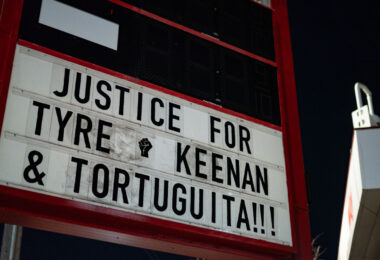 JUSTICE FOR
TYRE ✊ KEENAN
& TORTUGUITA!!!